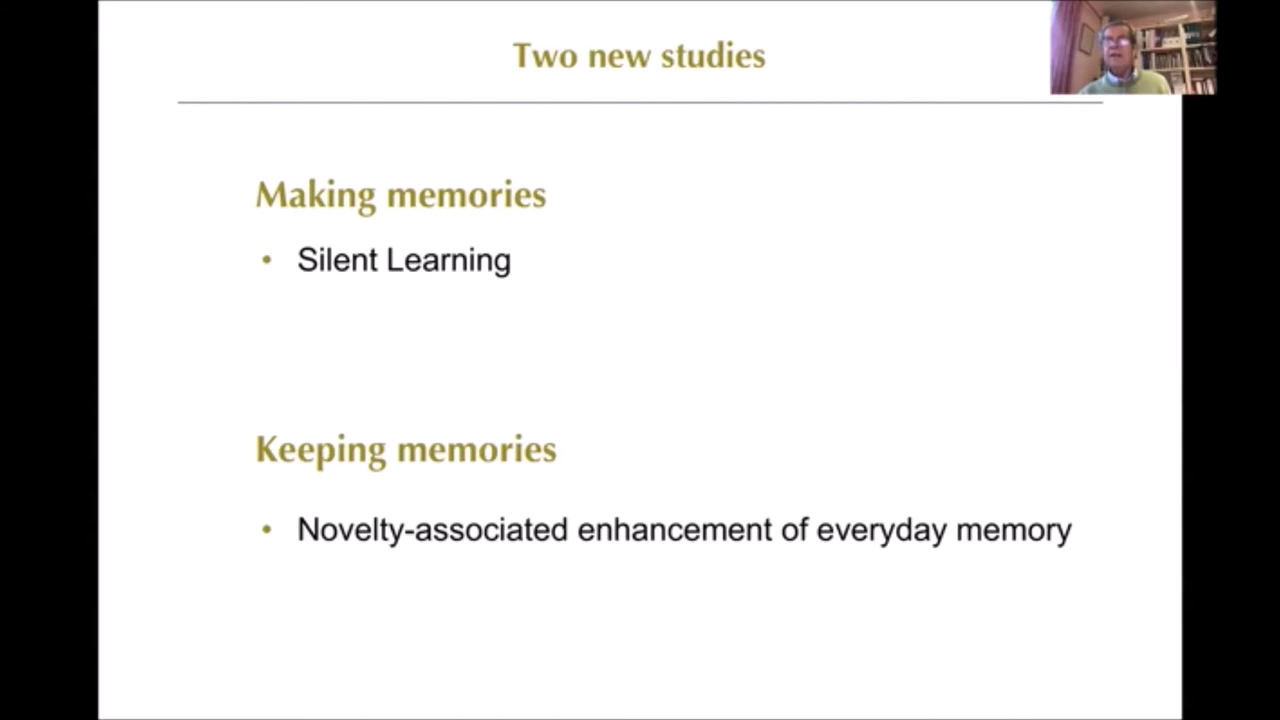 Two new studies
Making memories
• Silent Learning
Keeping memories
• Novelty-associated enhancement of everyday memory